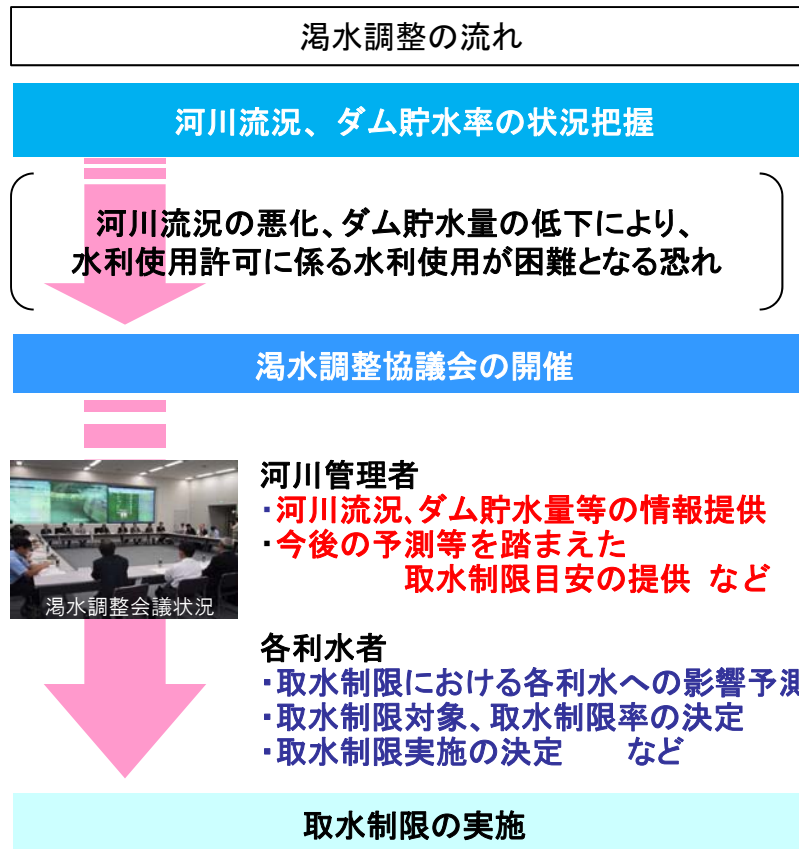 渇水調整の流れ
河川流況、ダム貯水率の状況把握
河川流況の悪化、ダム貯水量の低下により、
水利使用許可に係る水利使用が困難となる恐れ
渇水調整協議会の開催
河川管理者
・河川流況、ダム貯水量等の情報提供
・今後の予測等を踏まえた
取水制限目安の提供 など
渇水調整会議状況
各利水者
・取水制限における各利水への影響予測
・取水制限対象、取水制限率の決定
・取水制限実施の決定 など
取水制限の実施